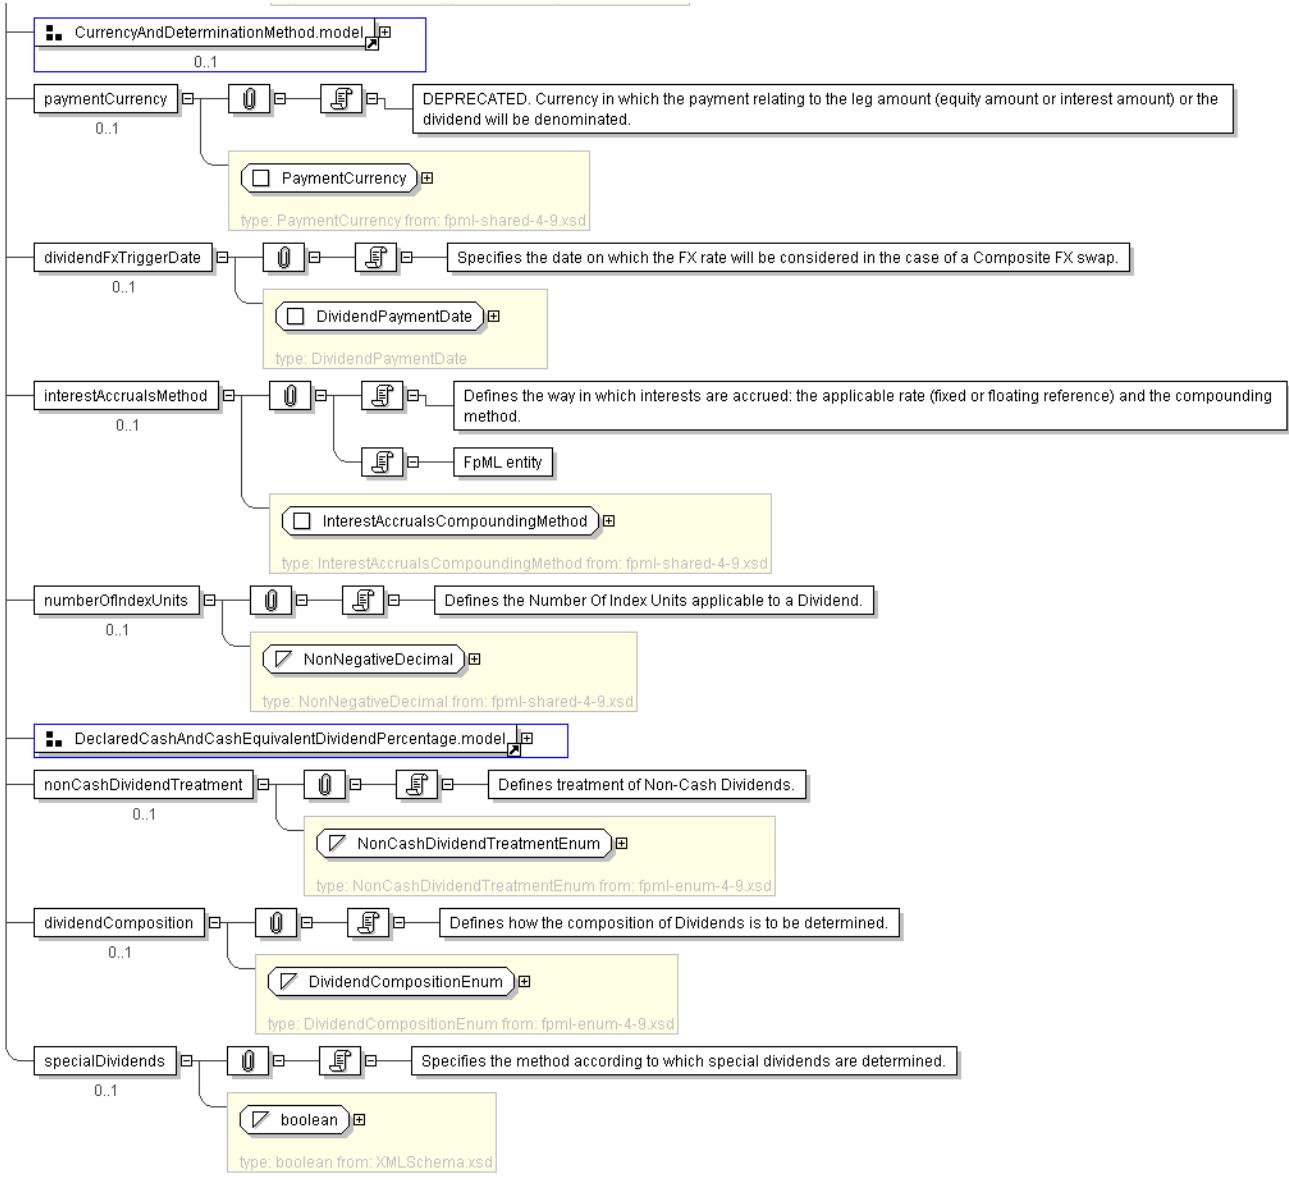 CurrencyAndDeterminationMethod.model
0..1
paymentCurrency
DEPRECATED. Currency in which the payment relating to the leg amount (equity amount or interest amount) or the
dividend will be denominated.
0..1
PaymentCurrency
type: PaymentCurrency from: fpml-shared-4-9.xsd
dividendFxTriggerDate
Specifies the date on which the FX rate will be considered in the case of a Composite FX swap.
0..1
DividendPaymentDate
type: DividendPaymentDate
interestAccrualsMethod
Defines the way in which interests are accrued: the applicable rate (fixed or floating reference) and the compounding
method.
0..1
FpML entity
InterestAccrualsCompoundingMethod
type: InterestAccrualsCompoundingMethod from: fpml-shared-4-9.xsd
numberOfIndexUnits
Defines the Number Of Index Units applicable to a Dividend.
0..1
NonNegativeDecimal
type: NonNegativeDecimal from: fpml-shared-4-9.xsd
DeclaredCashAndCashEquivalentDividendPercentage.model
nonCashDividendTreatment
Defines treatment of Non-Cash Dividends.
0..1
NonCashDividendTreatmentEnum
type: NonCashDividendTreatmentEnum from: fpml-enum-4-9.xsd
dividendComposition
Defines how the composition of Dividends is to be determined.
0..1
DividendCompositionEnum
type: DividendCompositionEnum from: fpml-enum-4-9.xsd
specialDividends
Specifies the method according to which special dividends are determined.
0..1
boolean
type: boolean from: XMLSchema.xsd